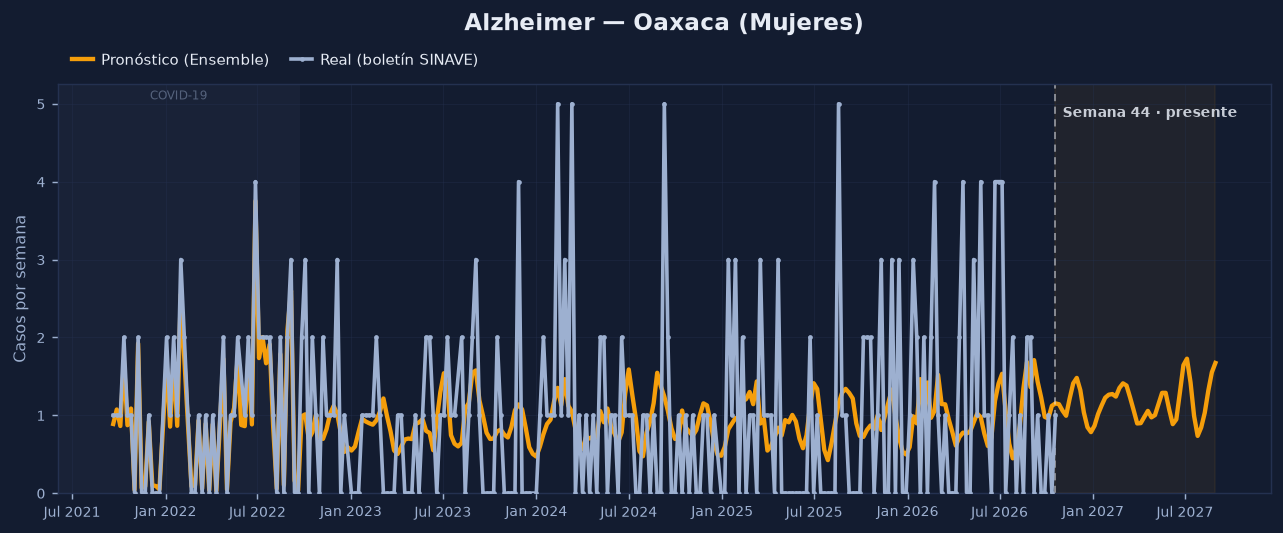 Alzheimer — Oaxaca (Mujeres)
Pronóstico (Ensemble)
Real (boletín SINAVE)
COVID-19
Semana 44 · presente
Casos por semana
5
4
3
2
1
0
Jul 2021
Jan 2022
Jul 2022
Jan 2023
Jul 2023
Jan 2024
Jul 2024
Jan 2025
Jul 2025
Jan 2026
Jul 2026
Jan 2027
Jul 2027